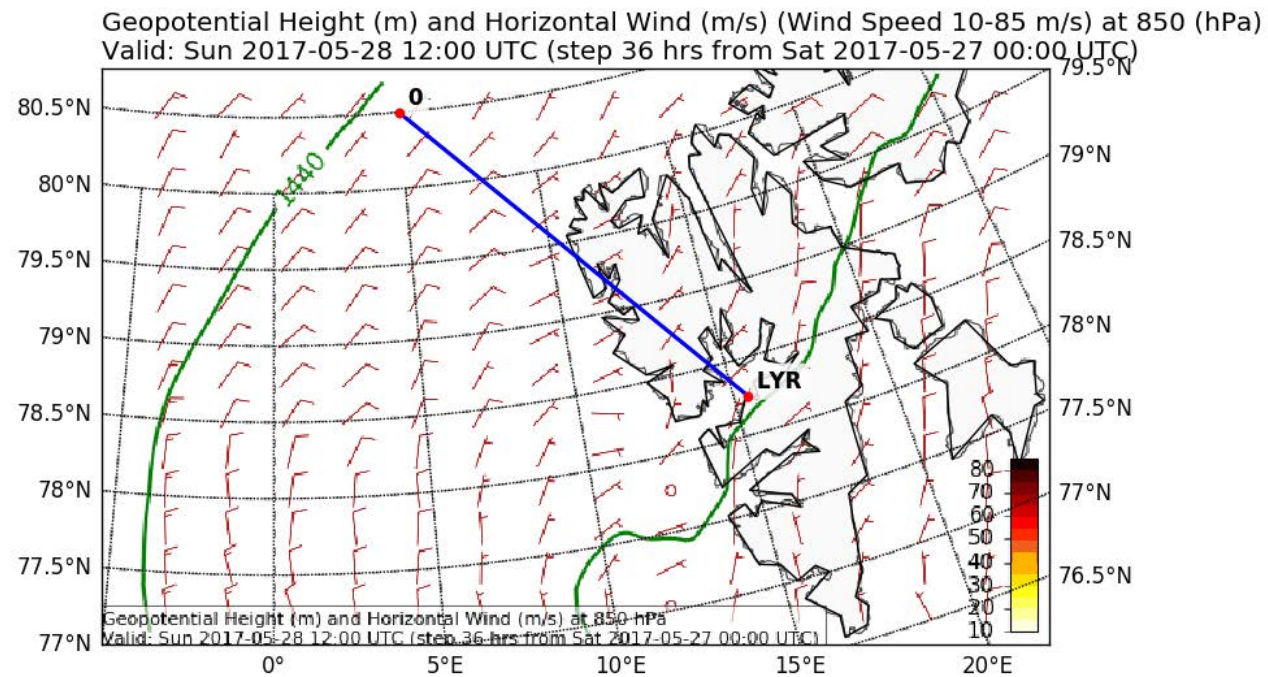 Geopotential Height (m) and Horizontal Wind (m/s) (Wind Speed 10-85 m/s) at 850 (hPa)
Valid: Sun 2017-05-28 12:00 UTC (step 36 hrs from Sat 2017-05-27 00:00 UTC)
79.5°N
80.5°N
0
79°N
1440
80°N
78.5°N
79.5°N
78°N
79°N
LYR
78.5°N
77.5°N
80
78°N
70
77°N
60
50
77.5°N
40
76.5°N
30
20
10
Geopotential Height (m) and Horizontal Wind (m/s) at 850 hPa
Valid: Sun 2017-05-28 12:00 UTC (step 36 hrs from Sat 2017-05-27 00:00 UTC)
77°N
0°
5°E
10°E
15°E
20°E